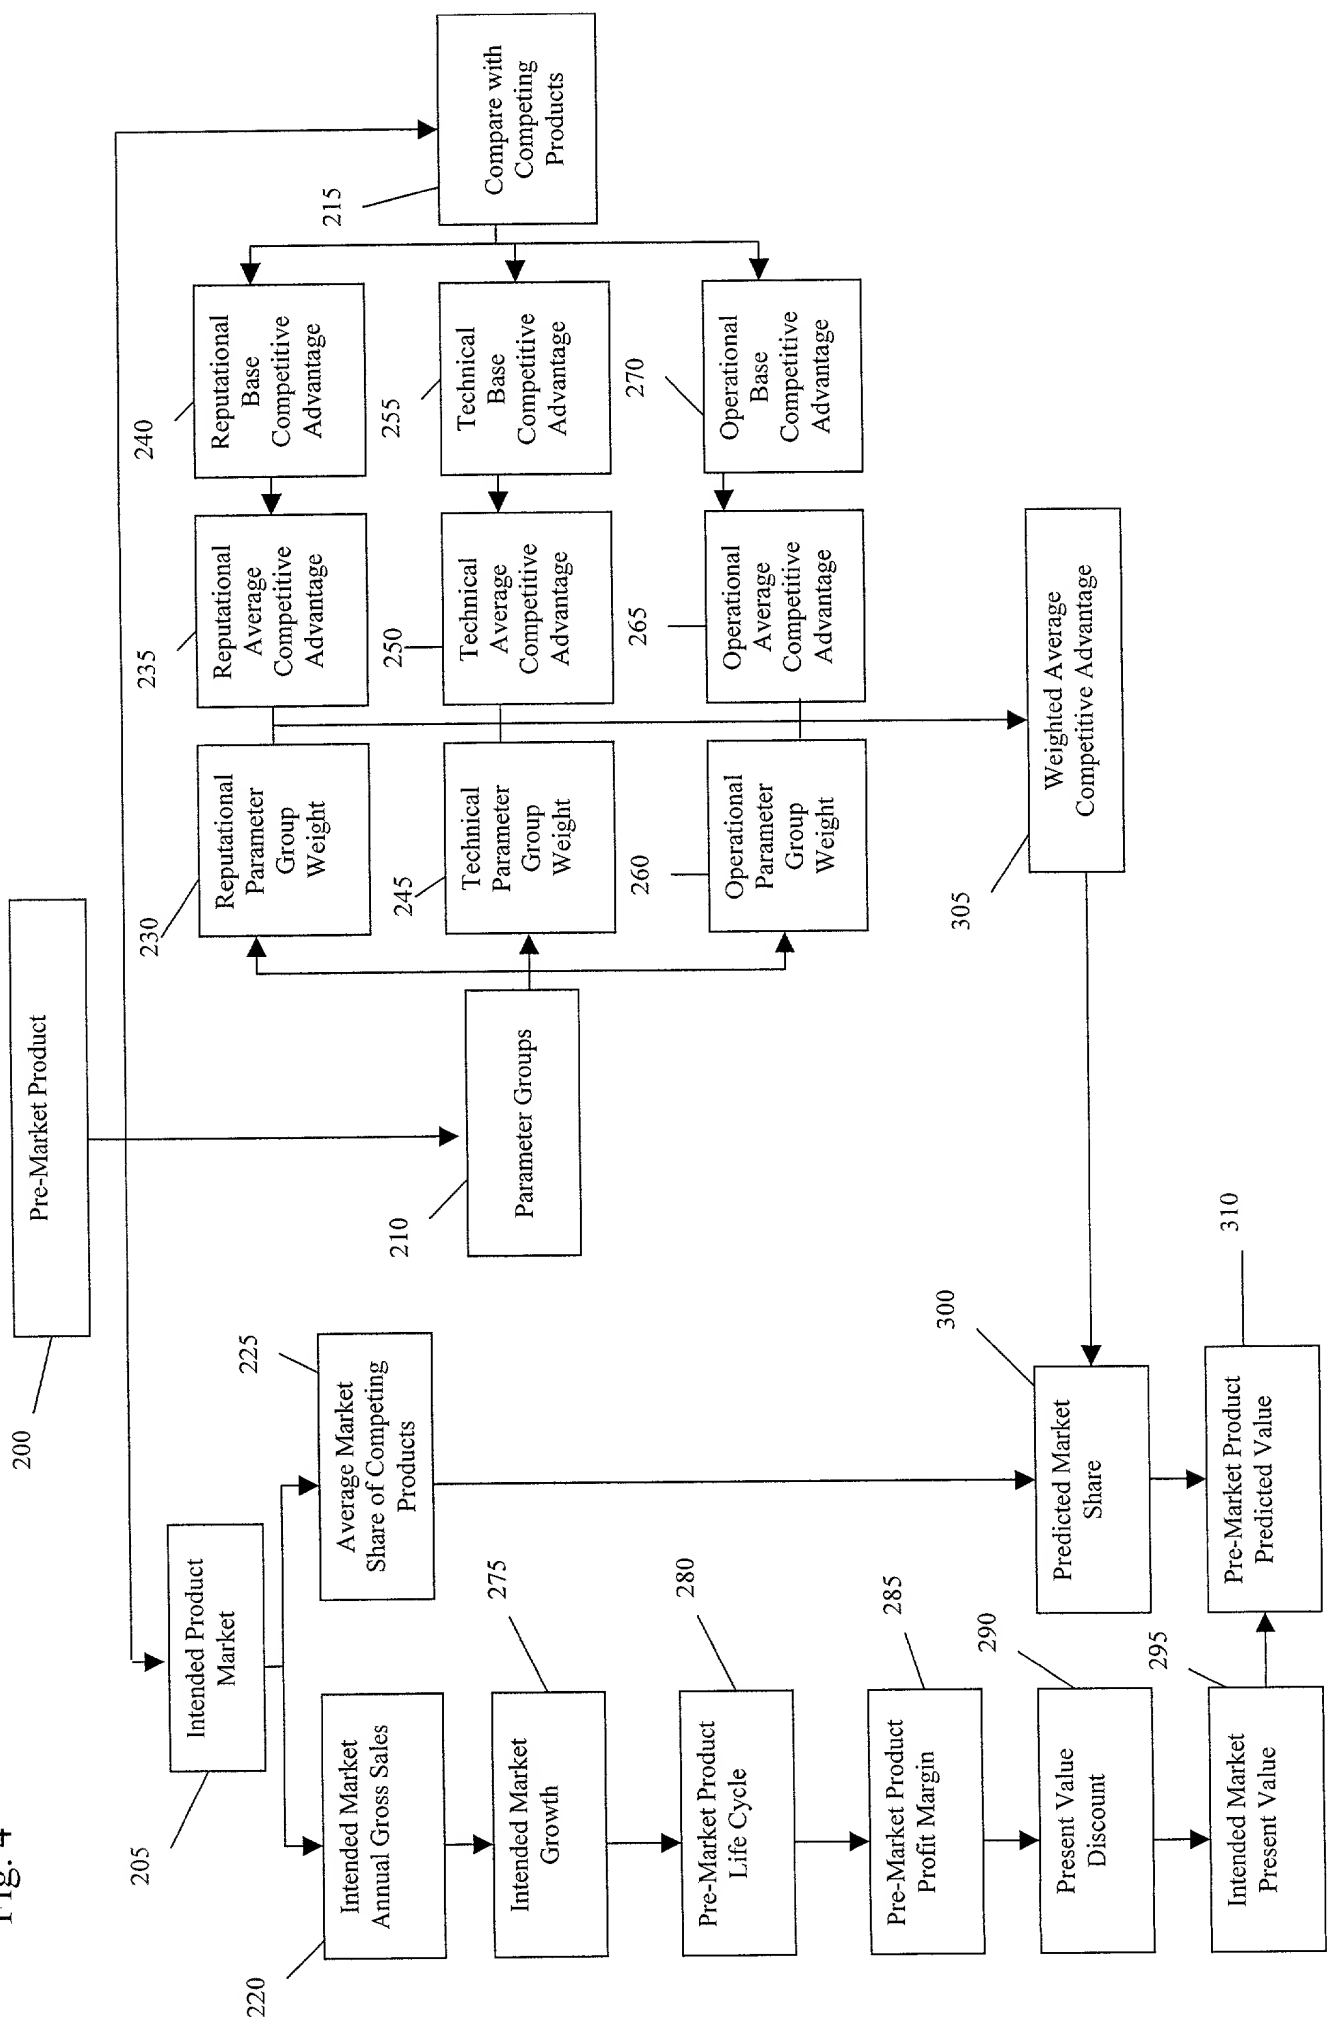 Fig. 4
200
Pre-Market Product
205
Intended Product
Market
210
Parameter Groups
215
Compare with
Competing
Products
220
Intended Market
Annual Gross Sales
225
Average Market
Share of Competing
Products
230
Reputational
Parameter
Group
Weight
235
Reputational
Average
Competitive
Advantage
240
Reputational
Base
Competitive
Advantage
245
Technical
Parameter
Group
Weight
250
Technical
Average
Competitive
Advantage
255
Technical
Base
Competitive
Advantage
260
Operational
Parameter
Group
Weight
265
Operational
Average
Competitive
Advantage
270
Operational
Base
Competitive
Advantage
275
Intended Market
Growth
280
Pre-Market Product
Life Cycle
285
Pre-Market Product
Profit Margin
290
Present Value
Discount
295
Intended Market
Present Value
300
Predicted Market
Share
305
Weighted Average
Competitive Advantage
310
Pre-Market Product
Predicted Value